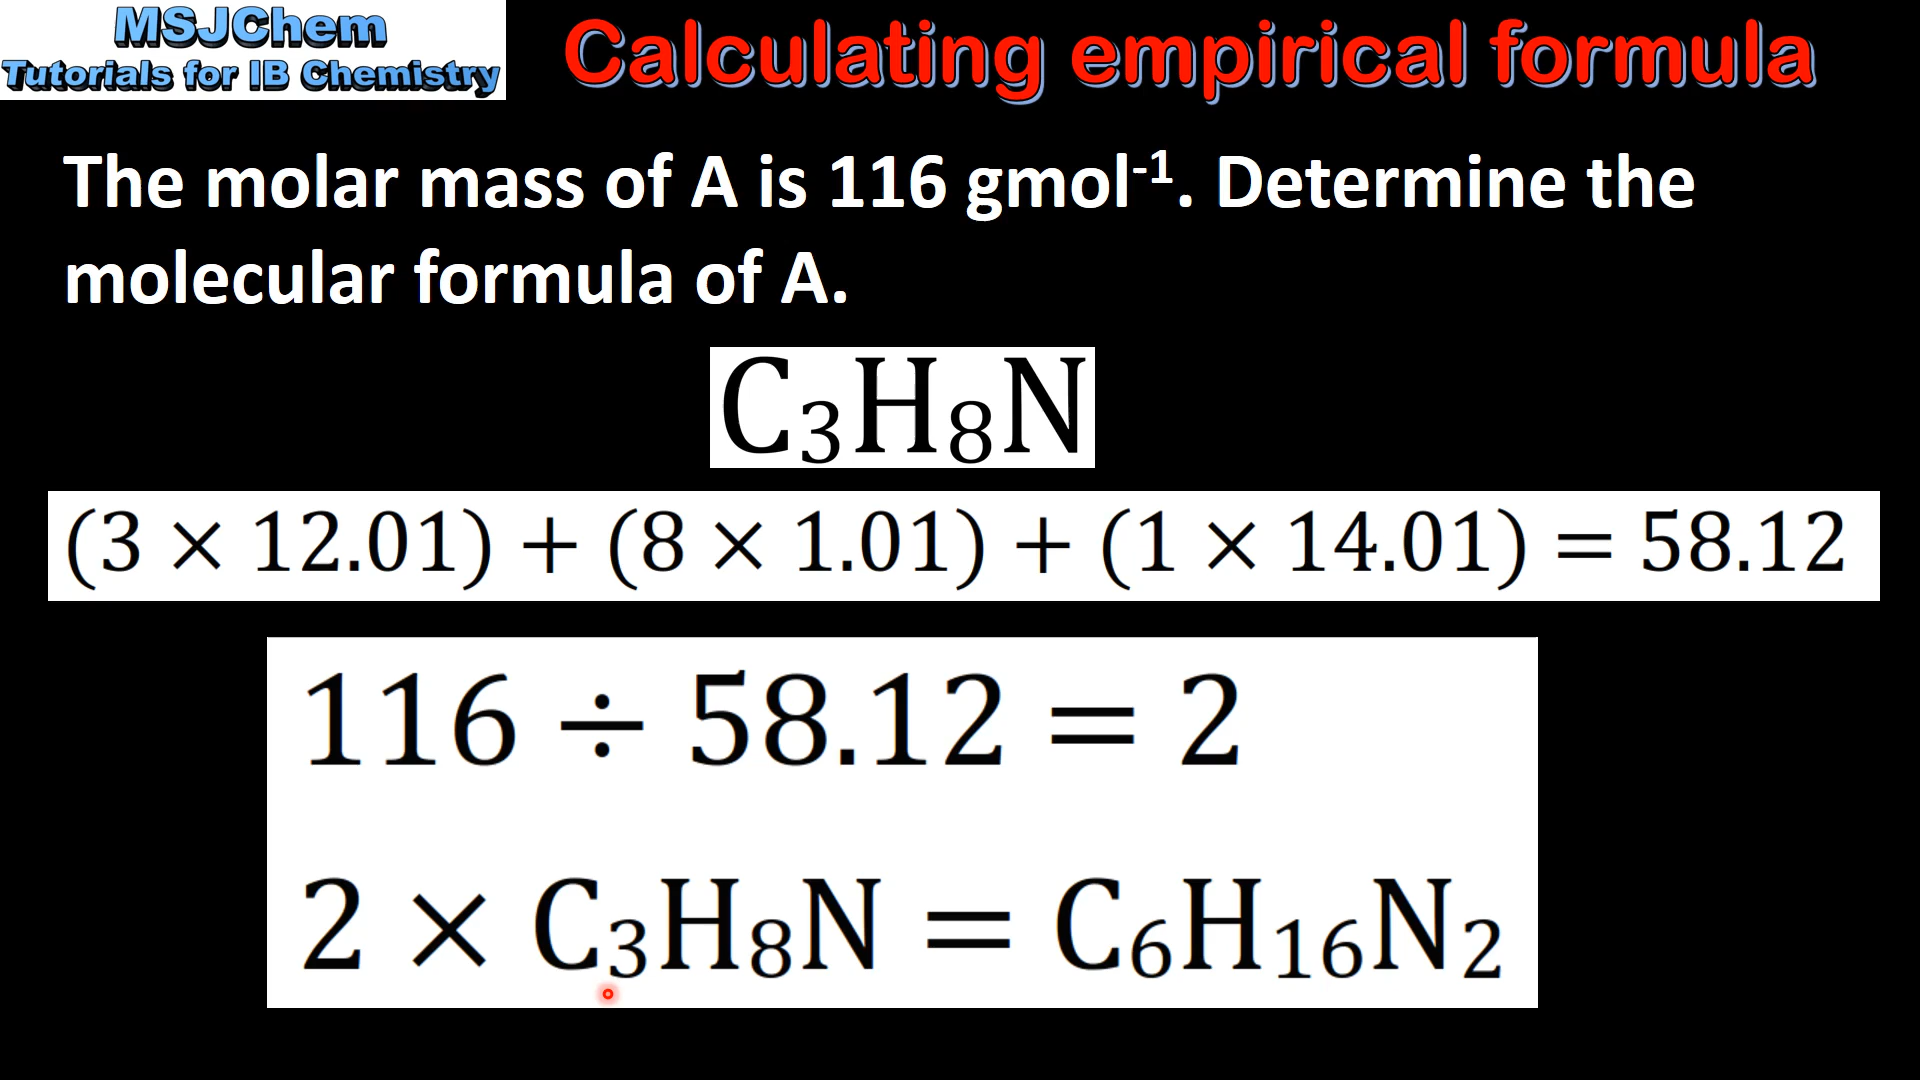 MSJChem
Tutorials for IB Chemistry
Calculating empirical formula
The molar mass of A is 116 gmol⁻¹. Determine the
molecular formula of A.
C₃H₈N
(3 × 12.01) + (8 × 1.01) + (1 × 14.01) = 58.12
116 ÷ 58.12 = 2
2 × C₃H₈N = C₆H₁₆N₂